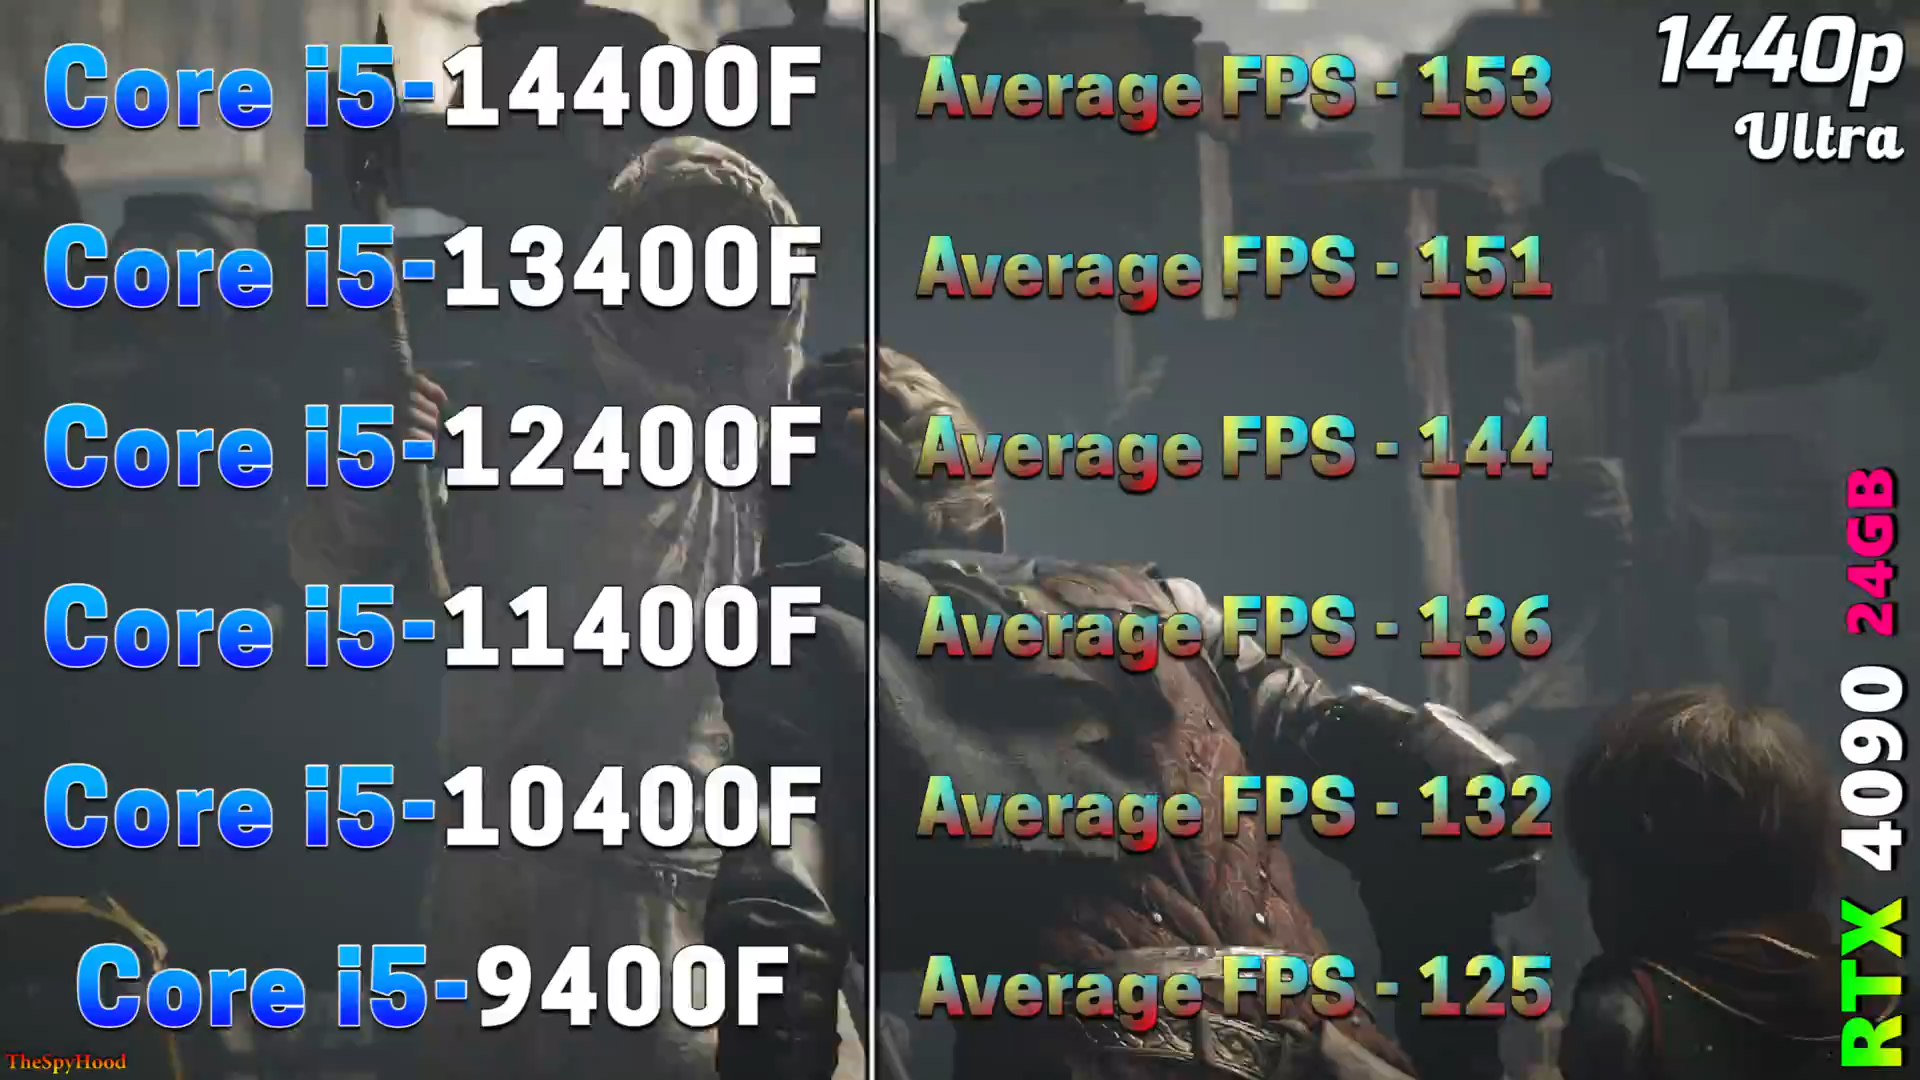 Core i5-14400F Average FPS - 153
Core i5-13400F Average FPS - 151
Core i5-12400F Average FPS - 144
Core i5-11400F Average FPS - 136
Core i5-10400F Average FPS - 132
Core i5-9400F Average FPS - 125
1440p
Ultra
RTX 4090 24GB
TheSpyHood